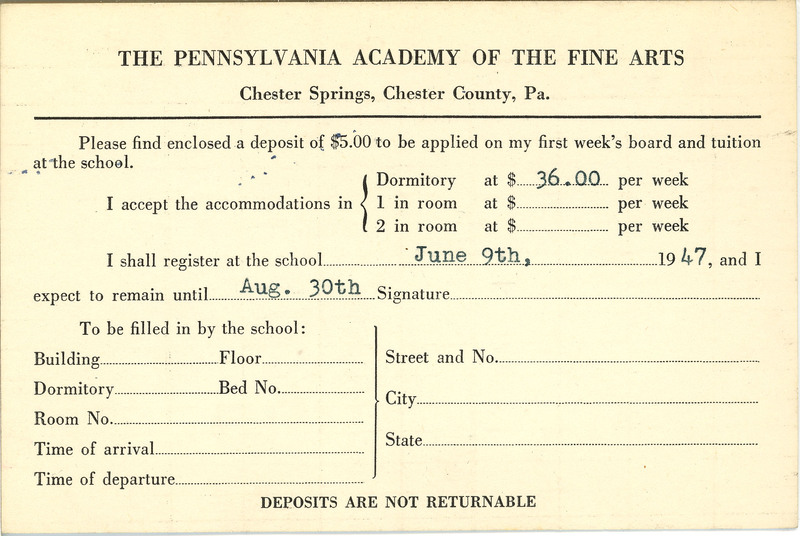 THE PENNSYLVANIA ACADEMY OF THE FINE ARTS
Chester Springs, Chester County, Pa.
Please find enclosed a deposit of $5.00 to be applied on my first week's board and tuition
at the school.
I accept the accommodations in { Dormitory at $ 36.00 per week
1 in room at $ per week
2 in room at $ per week
I shall register at the school June 9th, 1947, and I
expect to remain until Aug. 30th Signature
To be filled in by the school:
Building Floor
Dormitory Bed No.
Room No.
Time of arrival
Time of departure
Street and No.
City
State
DEPOSITS ARE NOT RETURNABLE